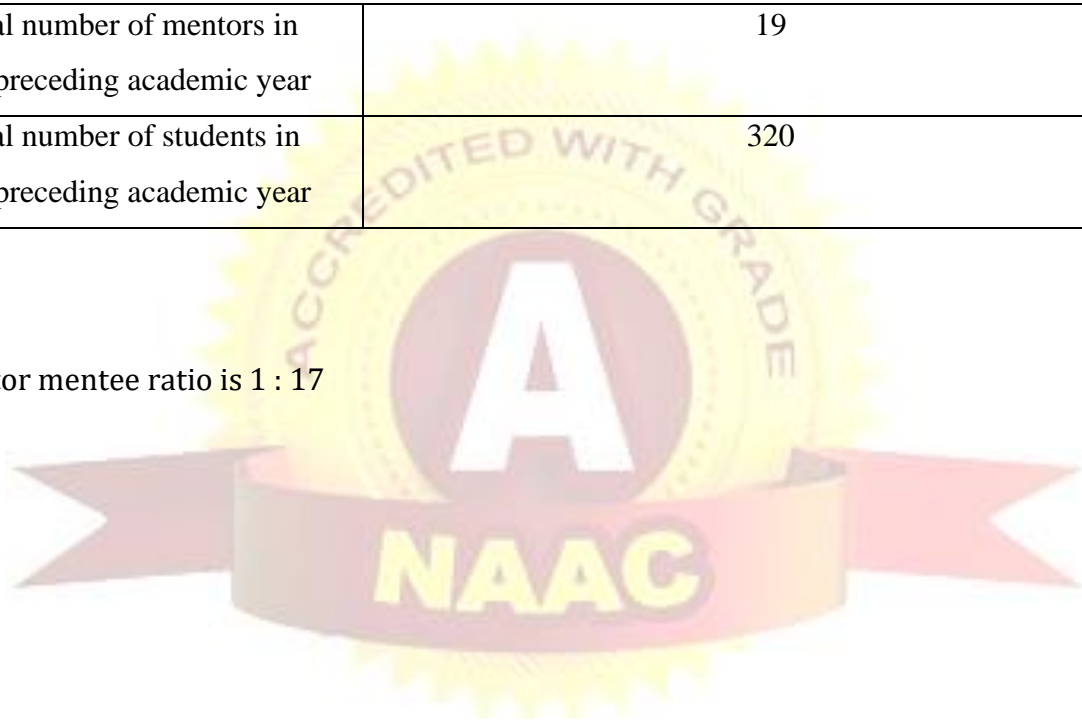 al number of mentors in 19
preceding academic year
al number of students in 320
preceding academic year
ACCREDITED WITH GRADE
A
tor mentee ratio is 1 : 17
NAAC